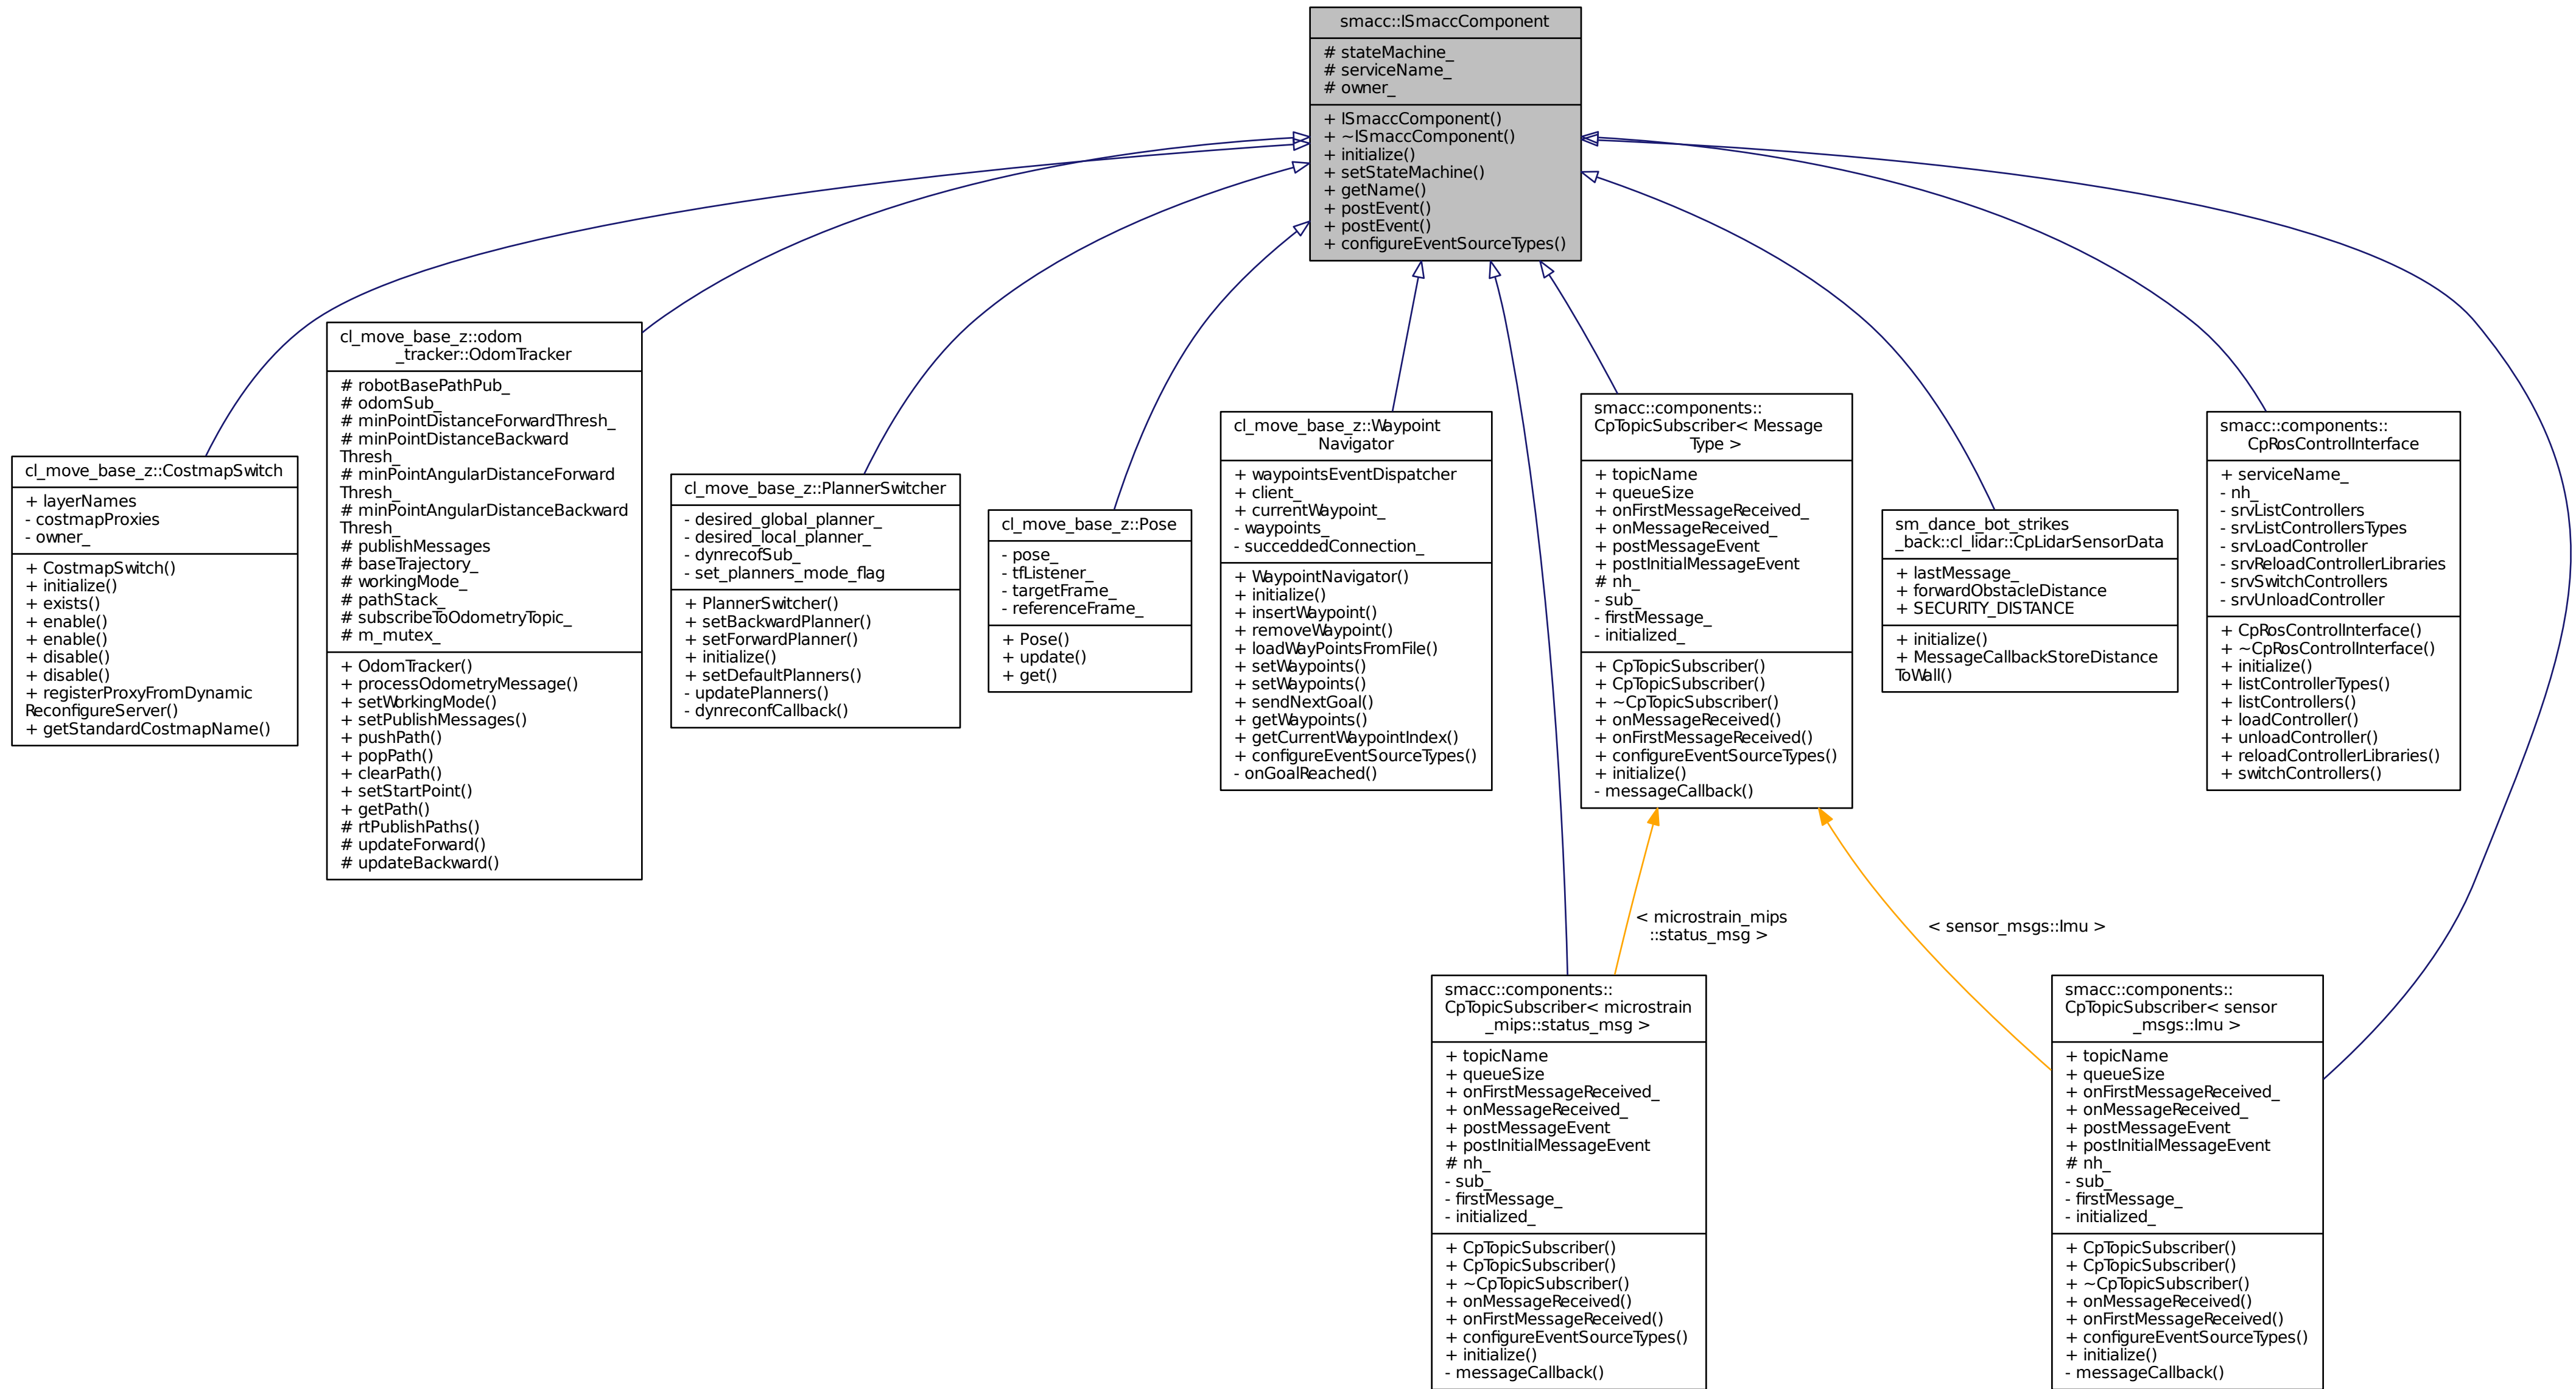 smacc::ISmaccComponent
# stateMachine_
# serviceName_
# owner_
+ ISmaccComponent()
+ ~ISmaccComponent()
+ initialize()
+ setStateMachine()
+ getName()
+ postEvent()
+ postEvent()
+ configureEventSourceTypes()
cl_move_base_z::CostmapSwitch
+ layerNames
- costmapProxies
- owner_
+ CostmapSwitch()
+ initialize()
+ exists()
+ enable()
+ enable()
+ disable()
+ disable()
+ registerProxyFromDynamic
ReconfigureServer()
+ getStandardCostmapName()
cl_move_base_z::odom
_tracker::OdomTracker
# robotBasePathPub_
# odomSub_
# minPointDistanceForwardThresh_
# minPointDistanceBackward
Thresh_
# minPointAngularDistanceForward
Thresh_
# minPointAngularDistanceBackward
Thresh_
# publishMessages
# baseTrajectory_
# workingMode_
# pathStack_
# subscribeToOdometryTopic_
# m_mutex_
+ OdomTracker()
+ processOdometryMessage()
+ setWorkingMode()
+ setPublishMessages()
+ pushPath()
+ popPath()
+ clearPath()
+ setStartPoint()
+ getPath()
# rtPublishPaths()
# updateForward()
# updateBackward()
cl_move_base_z::PlannerSwitcher
- desired_global_planner_
- desired_local_planner_
- dynrecofSub_
- set_planners_mode_flag
+ PlannerSwitcher()
+ setBackwardPlanner()
+ setForwardPlanner()
+ initialize()
+ setDefaultPlanners()
- updatePlanners()
- dynreconfCallback()
cl_move_base_z::Pose
- pose_
- tfListener_
- targetFrame_
- referenceFrame_
+ Pose()
+ update()
+ get()
cl_move_base_z::Waypoint
Navigator
+ waypointsEventDispatcher
+ client_
+ currentWaypoint_
- waypoints_
- succeddedConnection_
+ WaypointNavigator()
+ initialize()
+ insertWaypoint()
+ removeWaypoint()
+ loadWayPointsFromFile()
+ setWaypoints()
+ setWaypoints()
+ sendNextGoal()
+ getWaypoints()
+ getCurrentWaypointIndex()
+ configureEventSourceTypes()
- onGoalReached()
smacc::components::
CpTopicSubscriber< Message
Type >
+ topicName
+ queueSize
+ onFirstMessageReceived_
+ onMessageReceived_
+ postMessageEvent
+ postInitialMessageEvent
# nh_
- sub_
- firstMessage_
- initialized_
+ CpTopicSubscriber()
+ CpTopicSubscriber()
+ ~CpTopicSubscriber()
+ onMessageReceived()
+ onFirstMessageReceived()
+ configureEventSourceTypes()
+ initialize()
- messageCallback()
sm_dance_bot_strikes
_back::cl_lidar::CpLidarSensorData
+ lastMessage_
+ forwardObstacleDistance
+ SECURITY_DISTANCE
+ initialize()
+ MessageCallbackStoreDistance
ToWall()
smacc::components::
CpRosControlInterface
+ serviceName_
- nh_
- srvListControllers
- srvListControllersTypes
- srvLoadController
- srvReloadControllerLibraries
- srvSwitchControllers
- srvUnloadController
+ CpRosControlInterface()
+ ~CpRosControlInterface()
+ initialize()
+ listControllerTypes()
+ listControllers()
+ loadController()
+ unloadController()
+ reloadControllerLibraries()
+ switchControllers()
< microstrain_mips
::status_msg >
< sensor_msgs::Imu >
smacc::components::
CpTopicSubscriber< microstrain
_mips::status_msg >
+ topicName
+ queueSize
+ onFirstMessageReceived_
+ onMessageReceived_
+ postMessageEvent
+ postInitialMessageEvent
# nh_
- sub_
- firstMessage_
- initialized_
+ CpTopicSubscriber()
+ CpTopicSubscriber()
+ ~CpTopicSubscriber()
+ onMessageReceived()
+ onFirstMessageReceived()
+ configureEventSourceTypes()
+ initialize()
- messageCallback()
smacc::components::
CpTopicSubscriber< sensor
_msgs::Imu >
+ topicName
+ queueSize
+ onFirstMessageReceived_
+ onMessageReceived_
+ postMessageEvent
+ postInitialMessageEvent
# nh_
- sub_
- firstMessage_
- initialized_
+ CpTopicSubscriber()
+ CpTopicSubscriber()
+ ~CpTopicSubscriber()
+ onMessageReceived()
+ onFirstMessageReceived()
+ configureEventSourceTypes()
+ initialize()
- messageCallback()